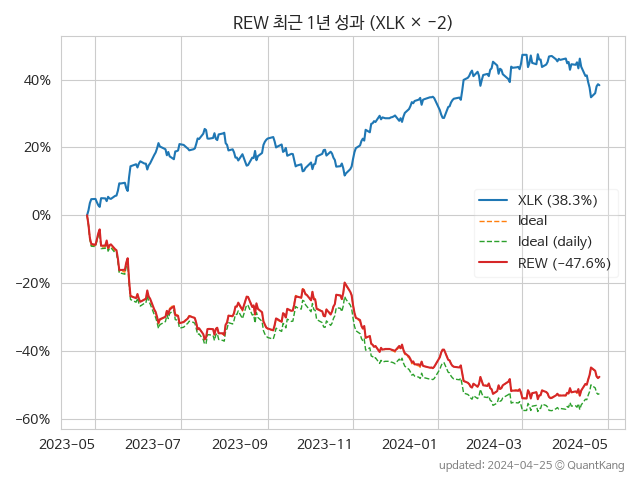 REW 최근 1년 성과 (XLK × −2)
40%
20%
0%
−20%
−40%
−60%
XLK (38.3%)
Ideal
Ideal (daily)
REW (−47.6%)
2023-05 2023-07 2023-09 2023-11 2024-01 2024-03 2024-05
updated: 2024-04-25 © QuantKang